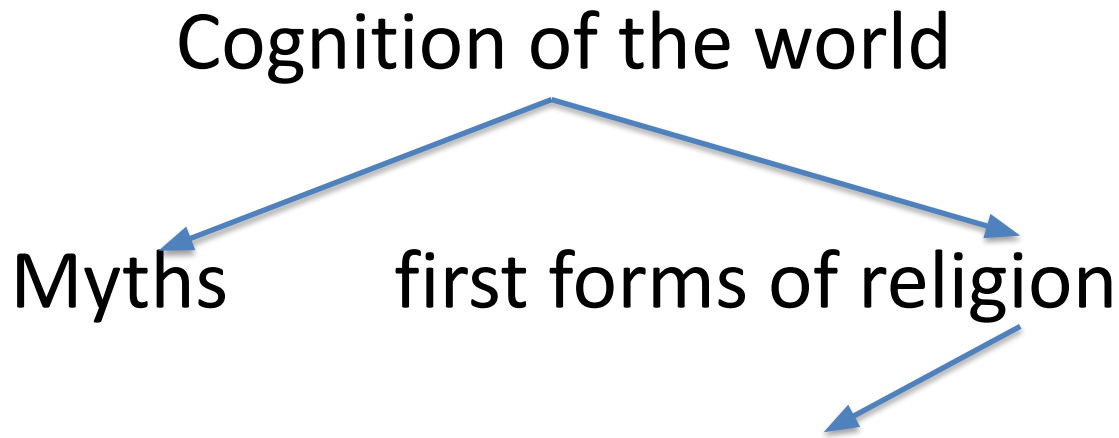 Cognition of the world
Myths first forms of religion